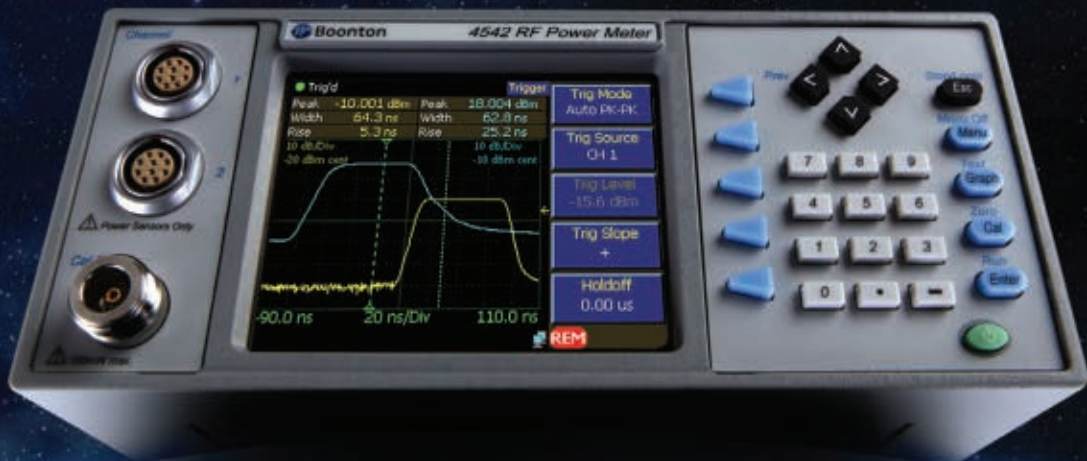 Boonton
4542 RF Power Meter
Channel
1
2
Power Sensors Only
Trig'd
Trigger
Peak -10.001 dBm Peak 18.004 dBm
Width 64.3 ns Width 62.8 ns
Rise 5.3 ns Rise 25.2 ns
10 dB/Div 10 dB/Div
-20 dBm cent -10 dBm cent
-90.0 ns 20 ns/Div 110.0 ns
REM
Trig Mode
Auto PK-PK
Trig Source
CH 1
Trig Level
-15.6 dBm
Trig Slope
+
Holdoff
0.00 us
Prev
Esc
Menu
Graph
Zero
Cal
Run
Enter
7 8 9
4 5 6
1 2 3
0